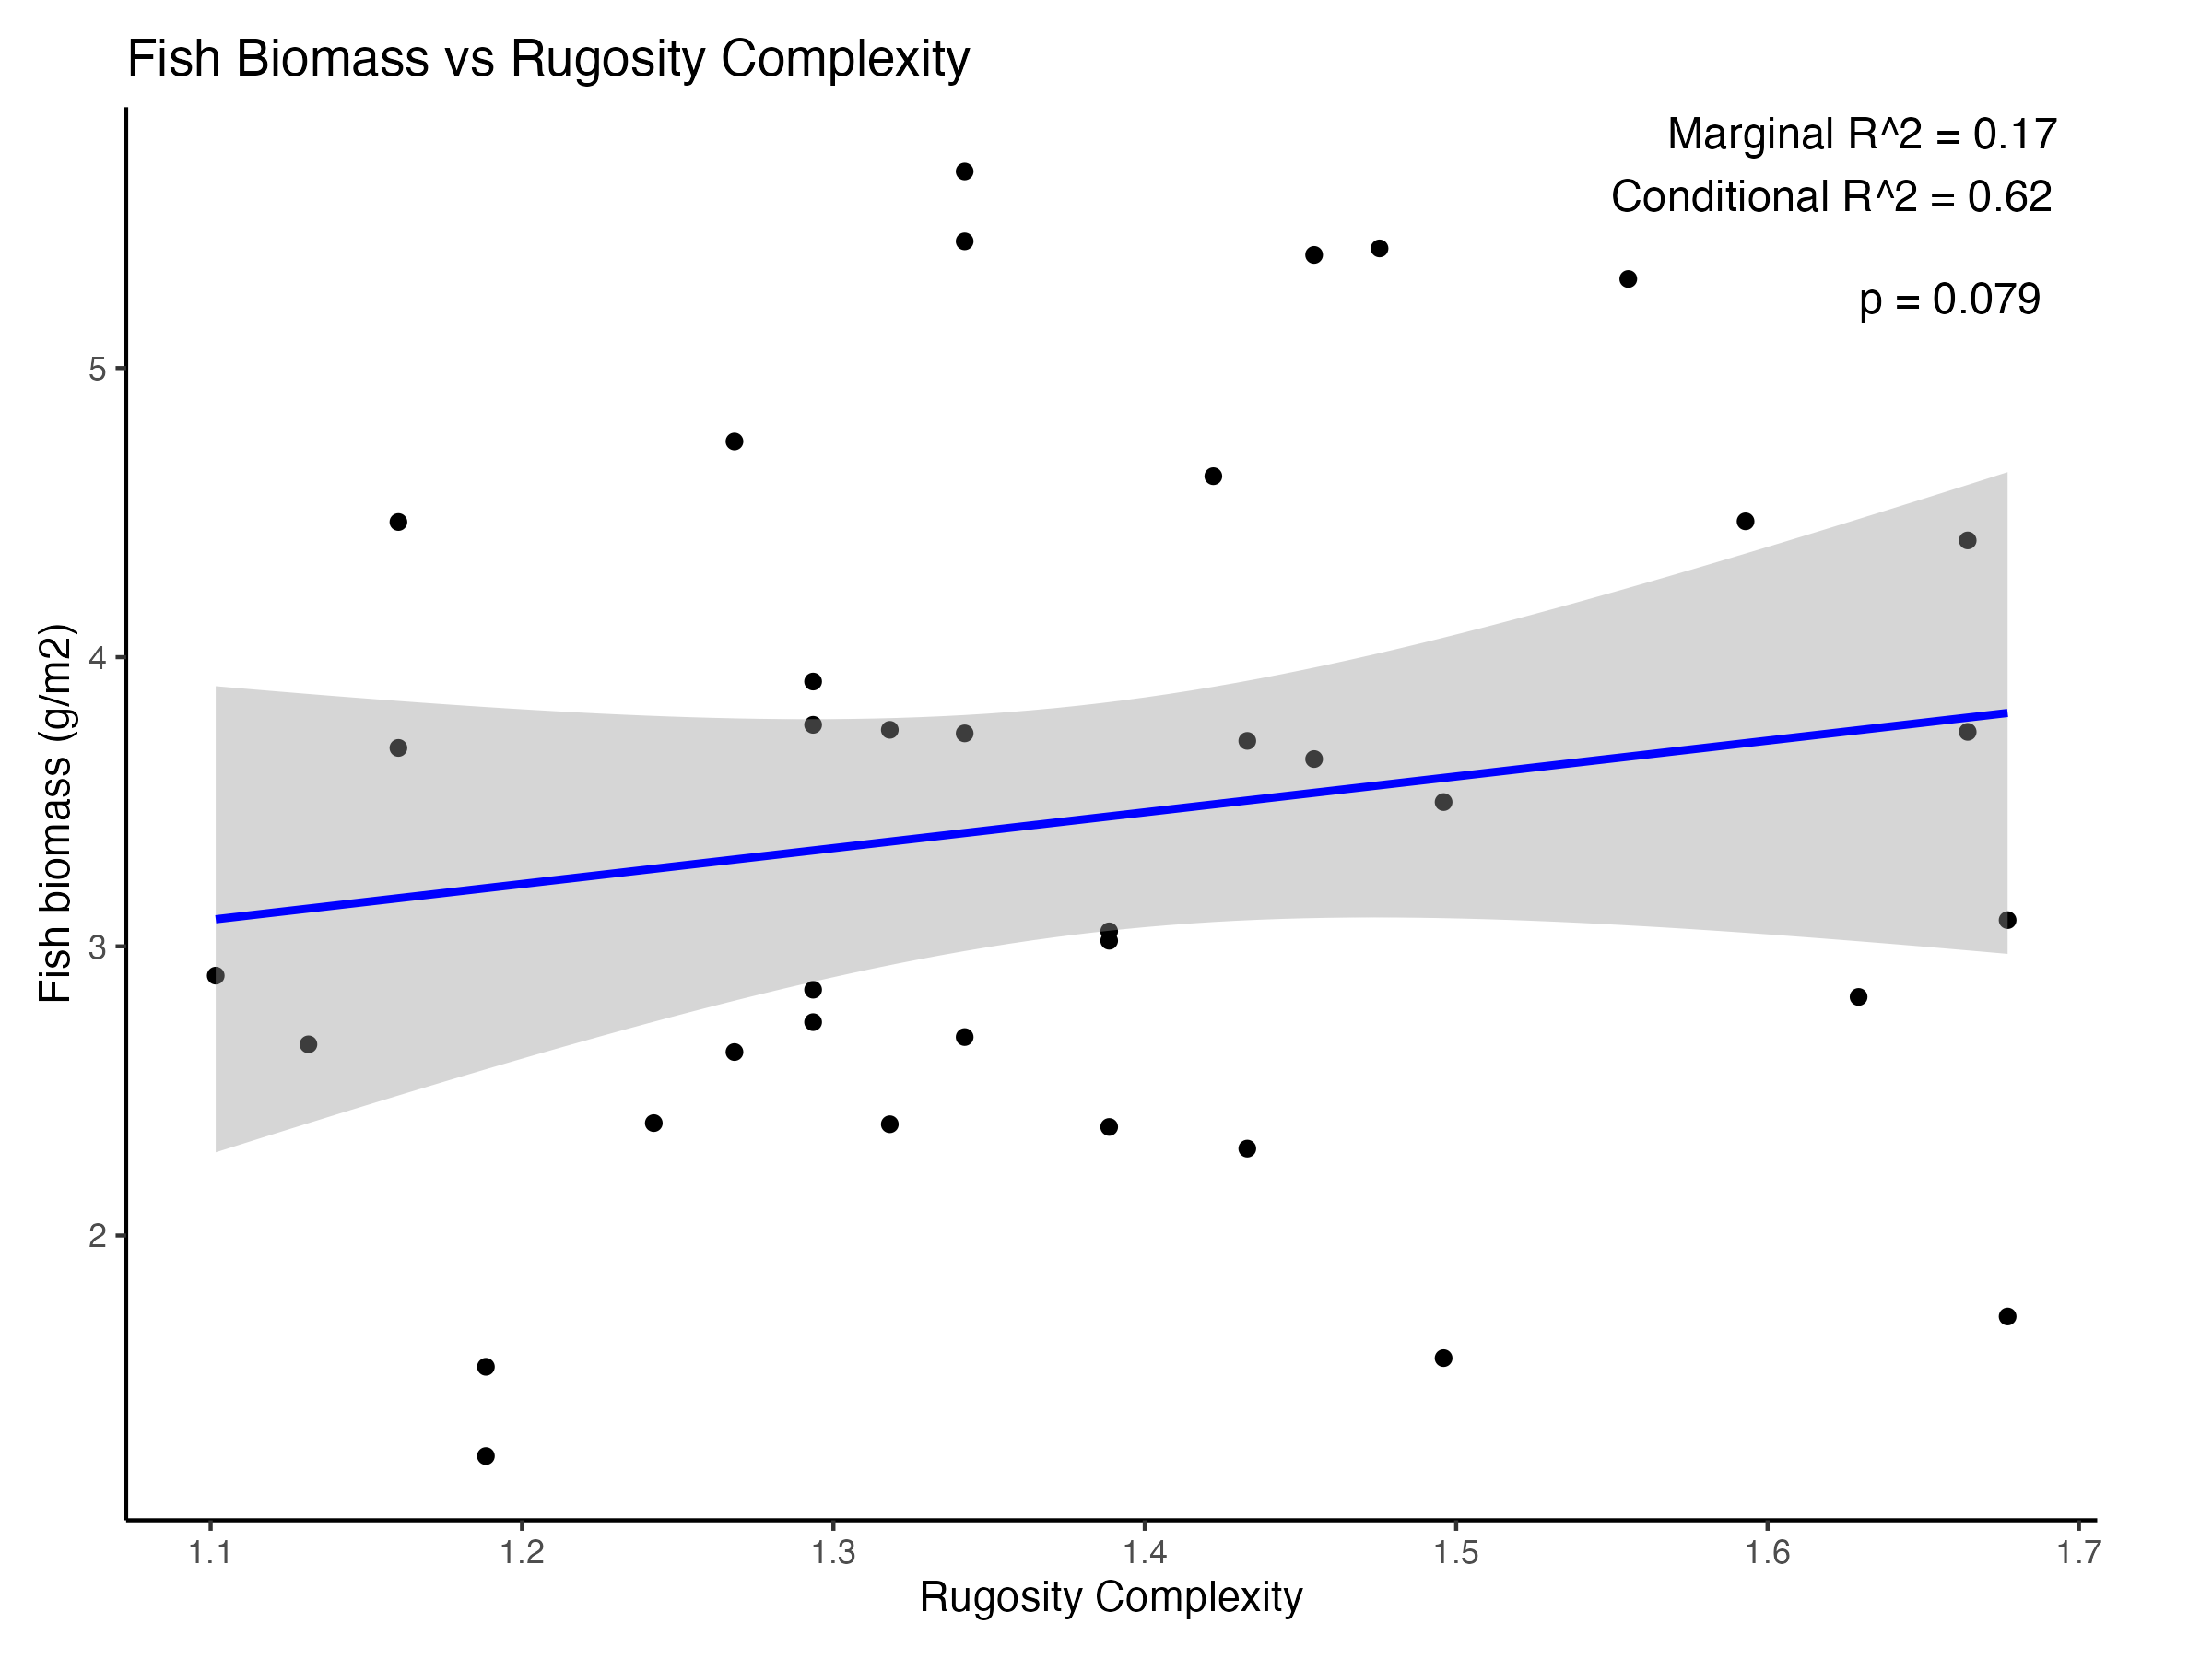 Fish Biomass vs Rugosity Complexity
Marginal R^2 = 0.17
Conditional R^2 = 0.62
p = 0.079
Fish biomass (g/m2)
5
4
3
2
1.1 1.2 1.3 1.4 1.5 1.6 1.7
Rugosity Complexity